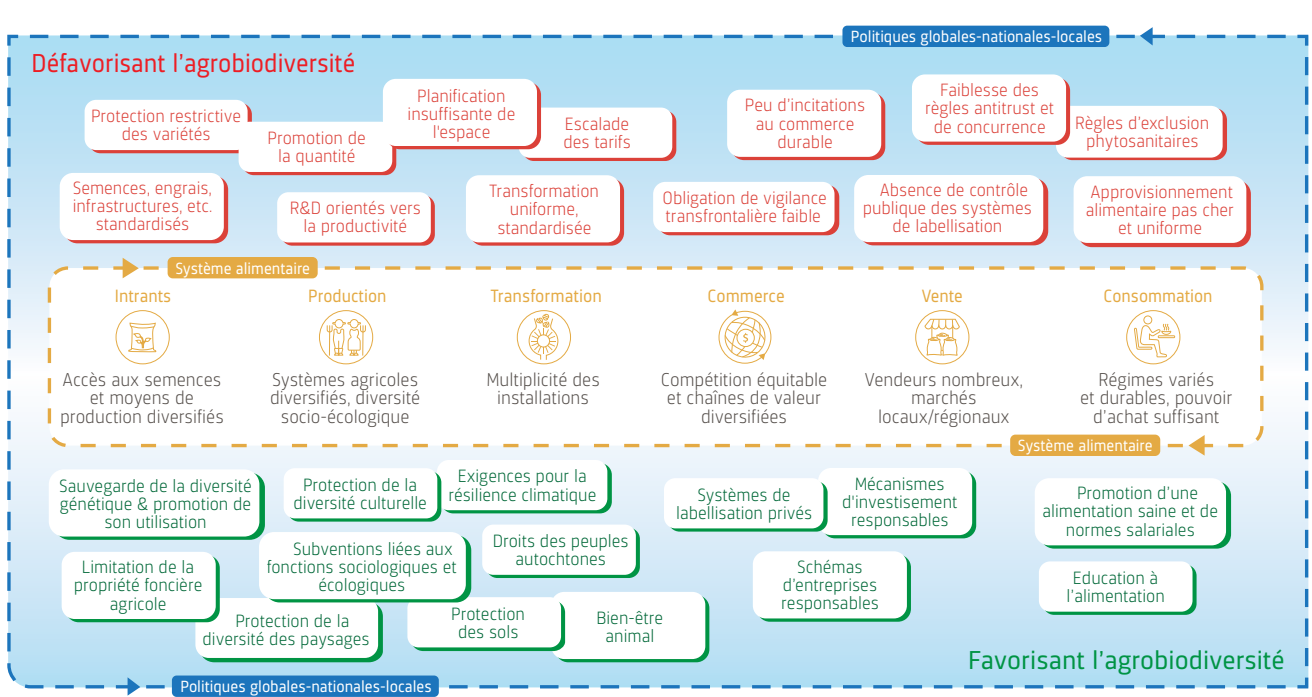 Politiques globales-nationales-locales
Défavorisant l'agrobiodiversité
Protection restrictive
des variétés
Promotion de
la quantité
Planification
insuffisante de
l'espace
Escalade
des tarifs
Peu d'incitations
au commerce
durable
Faiblesse des
règles antitrust et
de concurrence
Règles d'exclusion
phytosanitaires
Semences, engrais,
infrastructures, etc.
standardisés
R&D orientés vers
la productivité
Transformation
uniforme,
standardisée
Obligation de vigilance
transfrontalière faible
Absence de contrôle
publique des systèmes
de labellisation
Approvisionnement
alimentaire pas cher
et uniforme
Système alimentaire
Intrants
Accès aux semences
et moyens de
production diversifiés
Production
Systèmes agricoles
diversifiés, diversité
socio-écologique
Transformation
Multiplicité des
installations
Commerce
$
Compétition équitable
et chaînes de valeur
diversifiées
Vente
Vendeurs nombreux,
marchés
locaux/régionaux
Consommation
Régimes variés
et durables, pouvoir
d'achat suffisant
Système alimentaire
Sauvegarde de la diversité
génétique & promotion de
son utilisation
Protection de la
diversité culturelle
Exigences pour la
résilience climatique
Systèmes de
labellisation privés
Mécanismes
d'investisement
responsables
Promotion d'une
alimentation saine et de
normes salariales
Limitation de la
propriété foncière
agricole
Subventions liées aux
fonctions sociologiques et
écologiques
Droits des peuples
autochtones
Schémas
d'entreprises
responsables
Education à
l'alimentation
Protection de la
diversité des paysages
Protection
des sols
Bien-être
animal
Favorisant l'agrobiodiversité
Politiques globales-nationales-locales